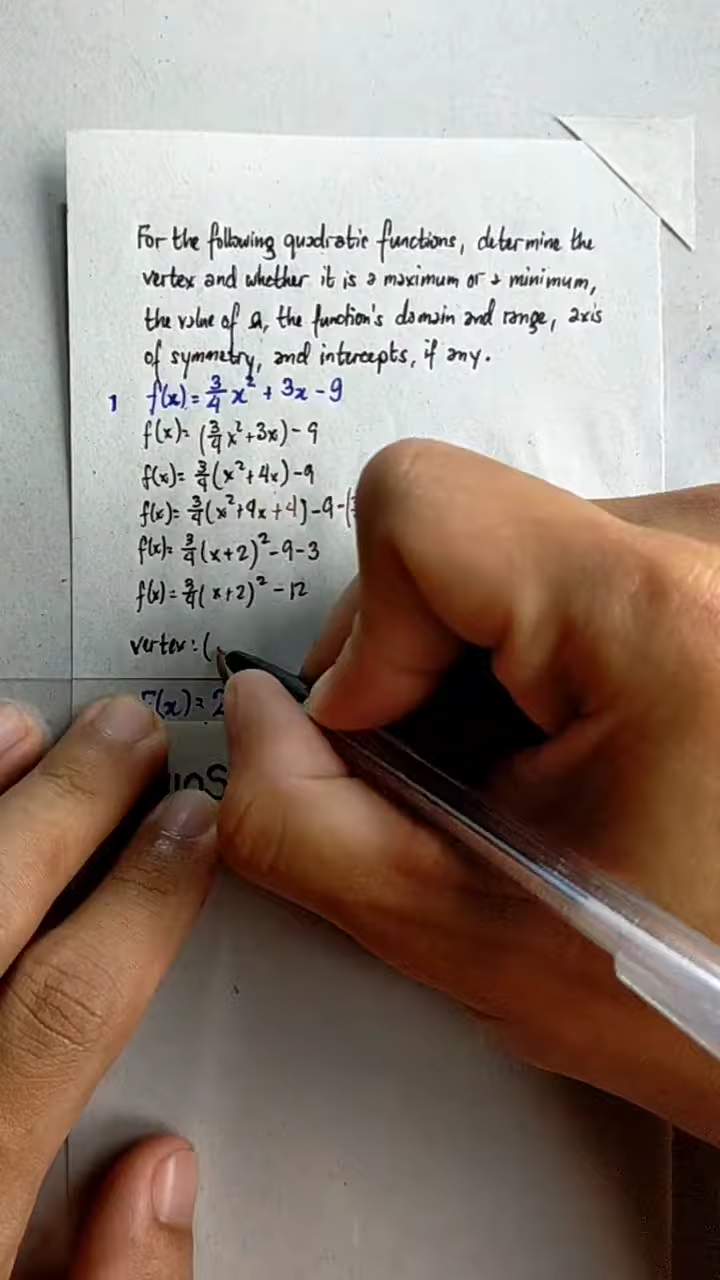 For the following quadratic functions, determine the
vertex and whether it is a maximum or a minimum,
the value of a, the function's domain and range, axis
of symmetry, and intercepts, if any.
1 f(x) = 3/4 x² + 3x - 9
f(x) = (3/4 x² + 3x) - 9
f(x) = 3/4 (x² + 4x) - 9
f(x) = 3/4 (x² + 4x + 4) - 9 - (
f(x) = 3/4 (x + 2)² - 9 - 3
f(x) = 3/4 (x + 2)² - 12
vertex : (
F(x) = 2